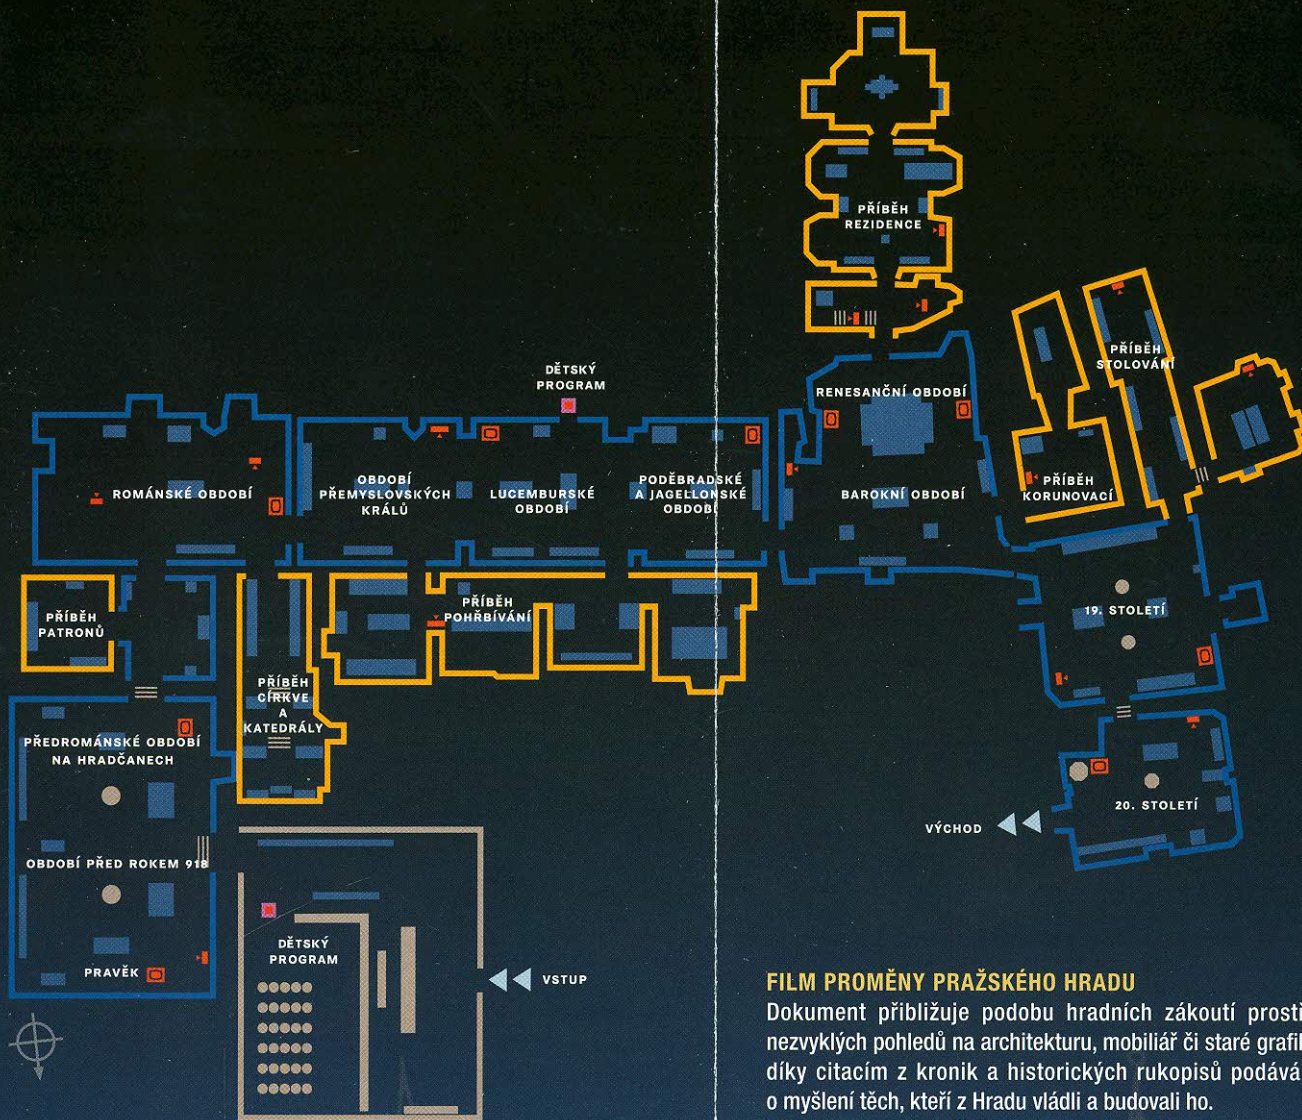 PŘÍBĚH
REZIDENCE
PŘÍBĚH
STOLOVÁNÍ
DĚTSKÝ
PROGRAM
RENESANČNÍ OBDOBÍ
ROMÁNSKÉ OBDOBÍ
OBDOBÍ
PŘEMYSLOVSKÝCH
KRÁLŮ
LUCEMBURSKÉ
OBDOBÍ
PODĚBRADSKÉ
A JAGELLONSKÉ
OBDOBÍ
BAROKNÍ OBDOBÍ
PŘÍBĚH
KORUNOVACÍ
PŘÍBĚH
PATRONŮ
PŘÍBĚH
POHŘBÍVÁNÍ
19. STOLETÍ
PŘÍBĚH
CÍRKVE
A
KATEDRÁLY
PŘEDROMÁNSKÉ OBDOBÍ
NA HRADČANECH
20. STOLETÍ
VÝCHOD
OBDOBÍ PŘED ROKEM 918
PRAVĚK
DĚTSKÝ
PROGRAM
VSTUP
FILM PROMĚNY PRAŽSKÉHO HRADU
Dokument přibližuje podobu hradních zákoutí prostř
nezvyklých pohledů na architekturu, mobiliář či staré grafik
díky citacím z kronik a historických rukopisů podává
o myšlení těch, kteří z Hradu vládli a budovali ho.